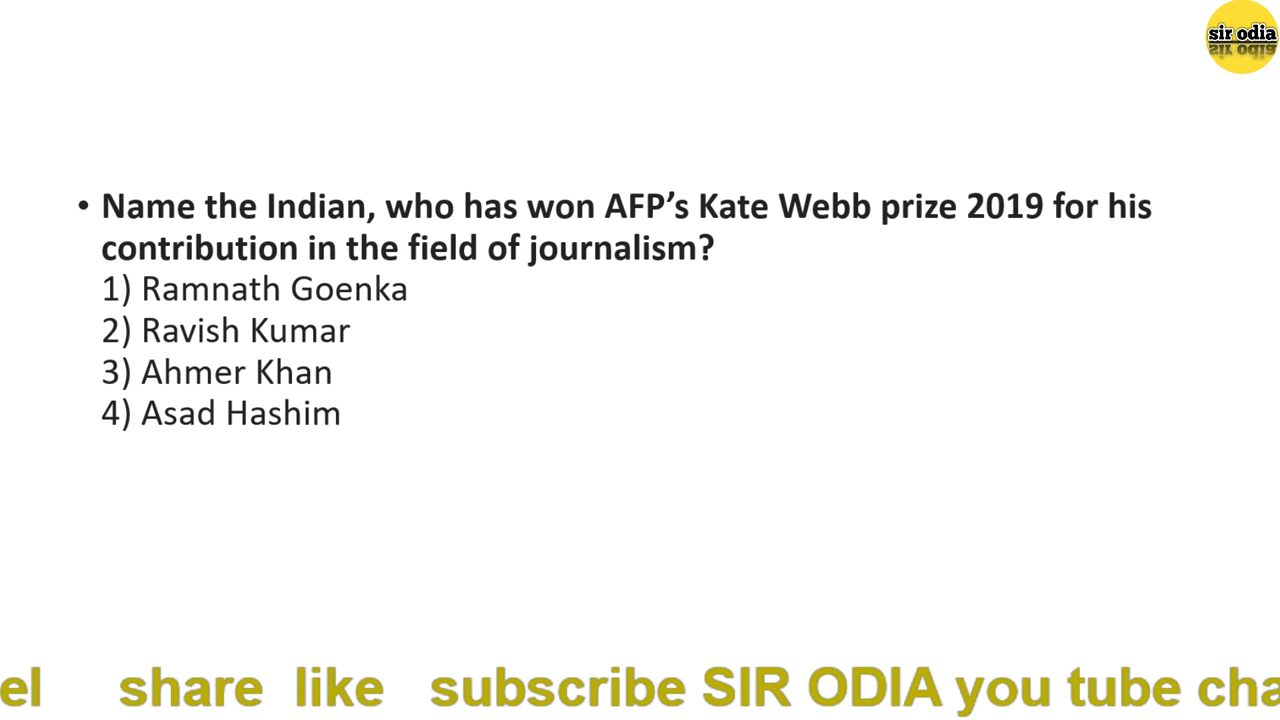 sir odia
• Name the Indian, who has won AFP’s Kate Webb prize 2019 for his
contribution in the field of journalism?
1) Ramnath Goenka
2) Ravish Kumar
3) Ahmer Khan
4) Asad Hashim
el share like subscribe SIR ODIA you tube cha